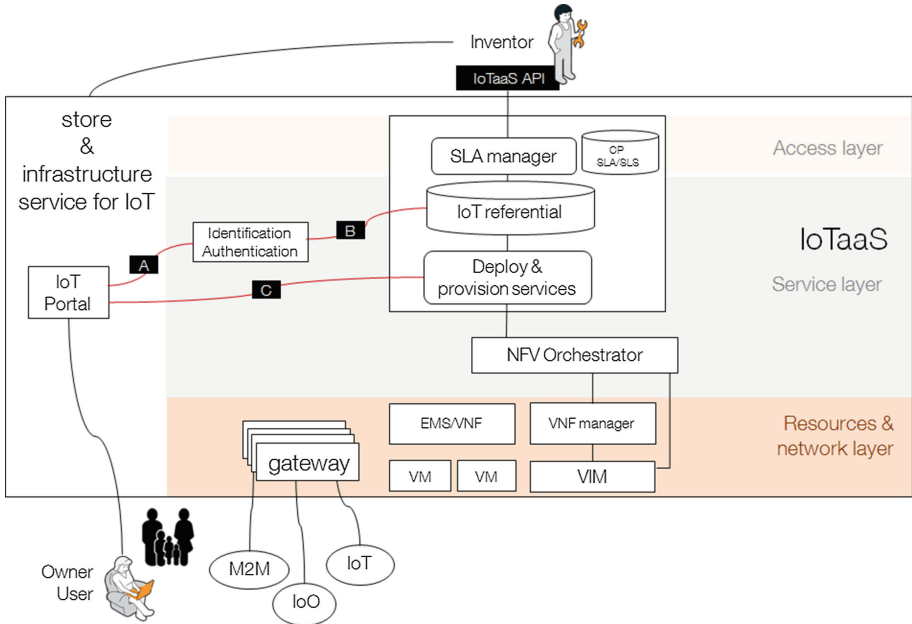 Inventor
IoTaaS API
store
&
infrastructure
service for IoT
SLA manager
CP
SLA/SLS
Access layer
IoT referential
Identification
Authentication
B
A
IoTaaS
IoT
Portal
C
Deploy &
provision services
Service layer
NFV Orchestrator
EMS/VNF
VNF manager
Resources &
network layer
gateway
VM
VM
VIM
M2M
IoT
IoO
Owner
User